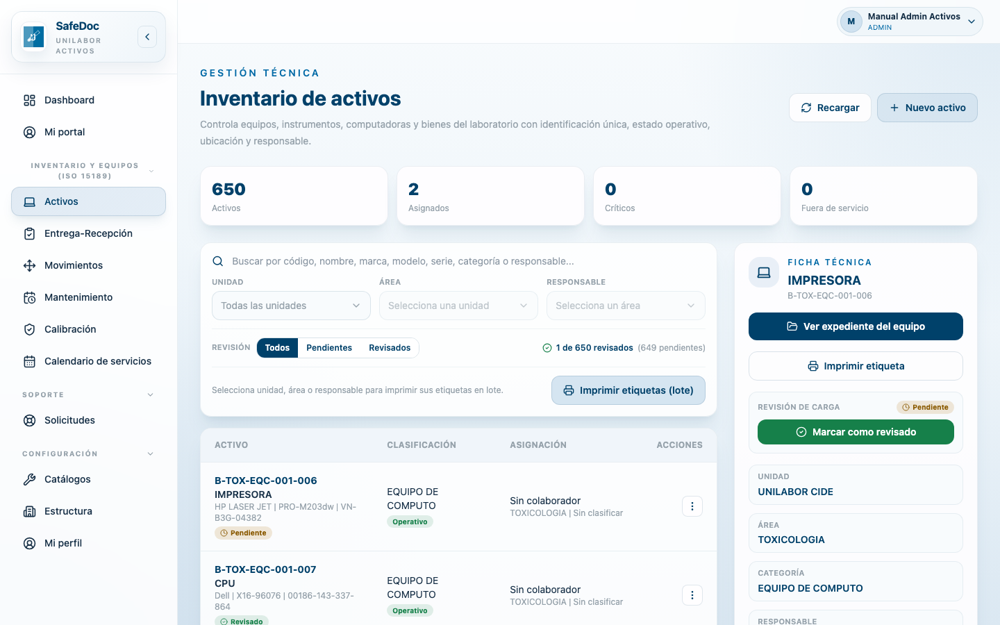 SafeDoc
UNILABOR
ACTIVOS
Dashboard
Mi portal
INVENTARIO Y EQUIPOS
(ISO 15189)
Activos
Entrega-Recepción
Movimientos
Mantenimiento
Calibración
Calendario de servicios
SOPORTE
Solicitudes
CONFIGURACIÓN
Catálogos
Estructura
Mi perfil
M
Manual Admin Activos
ADMIN
GESTIÓN TÉCNICA
Inventario de activos
Controla equipos, instrumentos, computadoras y bienes del laboratorio con identificación única, estado operativo,
ubicación y responsable.
Recargar
Nuevo activo
650
Activos
2
Asignados
0
Críticos
0
Fuera de servicio
Buscar por código, nombre, marca, modelo, serie, categoría o responsable...
UNIDAD
ÁREA
RESPONSABLE
Todas las unidades
Selecciona una unidad
Selecciona un área
REVISIÓN
Todos
Pendientes
Revisados
1 de 650 revisados (649 pendientes)
Selecciona unidad, área o responsable para imprimir sus etiquetas en lote.
Imprimir etiquetas (lote)
ACTIVO
CLASIFICACIÓN
ASIGNACIÓN
ACCIONES
B-TOX-EQC-001-006
IMPRESORA
HP LASER JET | PRO-M203dw | VN-
B3G-04382
Pendiente
EQUIPO DE
COMPUTO
Operativo
Sin colaborador
TOXICOLOGIA | Sin clasificar
B-TOX-EQC-001-007
CPU
Dell | X16-96076 | 00186-143-337-
864
Revisado
EQUIPO DE
COMPUTO
Operativo
Sin colaborador
TOXICOLOGIA | Sin clasificar
FICHA TÉCNICA
IMPRESORA
B-TOX-EQC-001-006
Ver expediente del equipo
Imprimir etiqueta
REVISIÓN DE CARGA
Pendiente
Marcar como revisado
UNIDAD
UNILABOR CIDE
ÁREA
TOXICOLOGIA
CATEGORÍA
EQUIPO DE COMPUTO
RESPONSABLE